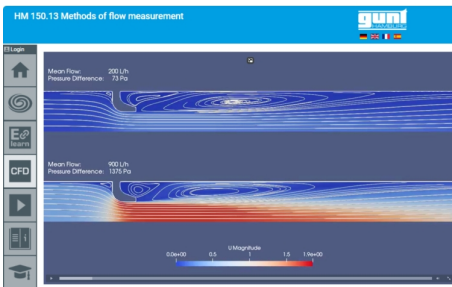 HM 150.13 Methods of flow measurement
gunt
HAMBURG
Login
Mean Flow: 200 L/h
Pressure Difference: 73 Pa
E
learn
CFD
Mean Flow: 900 L/h
Pressure Difference: 1375 Pa
U Magnitude
0.0e+00 0.5 1 1.5 1.9e+00